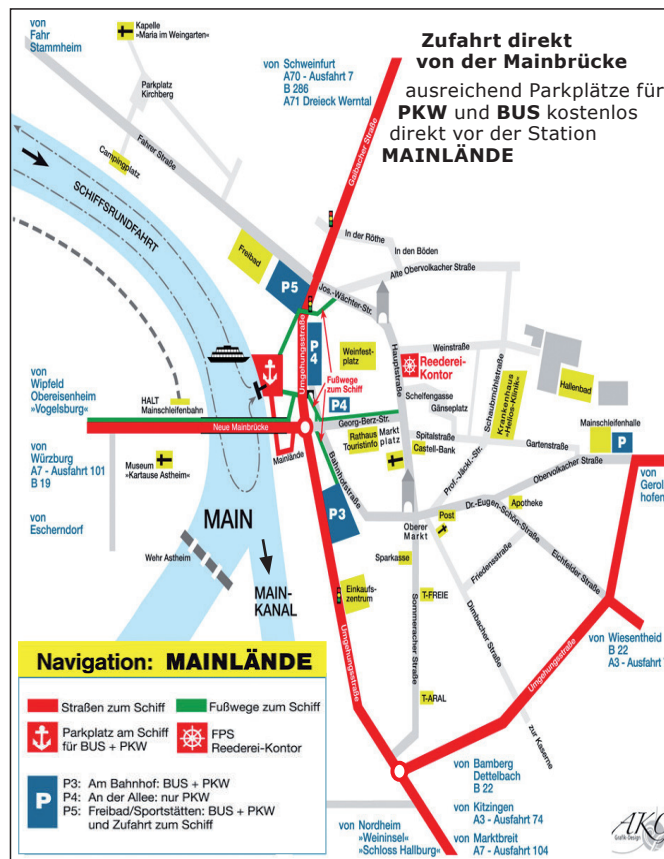 von
Fahr
Stammheim
Kapelle
»Maria im Weingarten«
Parkplatz
Kirchberg
Campingplatz
Fahrer Straße
SCHIFFSRUNDFAHRT
von Schweinfurt
A70 - Ausfahrt 7
B 286
A71 Dreieck Werntal
Zufahrt direkt
von der Mainbrücke
ausreichend Parkplätze für
PKW und BUS kostenlos
direkt vor der Station
MAINLÄNDE
Gaibacher Straße
In der Röthe
In den Böden
Alte Obervolkacher Straße
Freibad
P5
Jos.-Wächter-Str.
Umgehungsstraße
P
4
Weinfest-
platz
Hauptstraße
Weinstraße
Reederei-
Kontor
Fußwege
zum Schiff
Schelfengasse
Gänseplatz
Schaubmühlstraße
Krankenhaus
»Helios-Klinik«
Hallenbad
Mainschleifenhalle
P
von
Wipfeld
Obereisenheim
»Vogelsburg«
HALT
Mainschleifenbahn
Neue Mainbrücke
P4
Georg-Berz-Str.
Rathaus
Touristinfo
Markt
platz
Spitalstraße
Castell-Bank
Gartenstraße
Obervolkacher Straße
Prof.-Jäckl-Str.
von
Würzburg
A7 - Ausfahrt 101
B 19
Museum
»Kartause Astheim«
Mainlände
Bahnhofstraße
von
Escherndorf
MAIN
P3
Post
Oberer
Markt
Apotheke
Dr.-Eugen-Schön-Straße
von
Gerol
hofen
Wehr Astheim
MAIN-
KANAL
Sparkasse
Einkaufs-
zentrum
T-FREIE
Friedensstraße
Eichfelder Straße
Sommeracher Straße
Dimbacher Straße
Umgehungsstraße
Umgehungsstraße
von Wiesentheid
B 22
A3 - Ausfahrt
T-ARAL
zur Kaserne
Navigation: MAINLÄNDE
Straßen zum Schiff
Fußwege zum Schiff
Parkplatz am Schiff
für BUS + PKW
FPS
Reederei-Kontor
P
P3: Am Bahnhof: BUS + PKW
P4: An der Allee: nur PKW
P5: Freibad/Sportstätten: BUS + PKW
und Zufahrt zum Schiff
von Bamberg
Dettelbach
B 22
von Kitzingen
A3 - Ausfahrt 74
von Nordheim
»Weininsel«
»Schloss Hallburg«
von Marktbreit
A7 - Ausfahrt 104
AKG
Grafik-Design